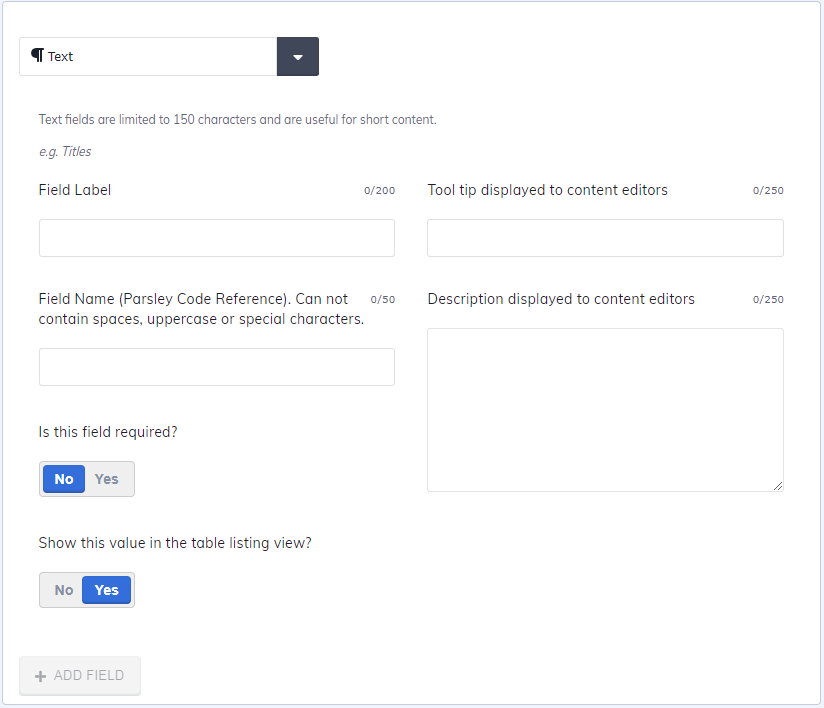 ¶ Text
Text fields are limited to 150 characters and are useful for short content.
e.g. Titles
Field Label 0/200
Tool tip displayed to content editors 0/250
Field Name (Parsley Code Reference). Can not 0/50
contain spaces, uppercase or special characters.
Description displayed to content editors 0/250
Is this field required?
No Yes
Show this value in the table listing view?
No Yes
+ ADD FIELD